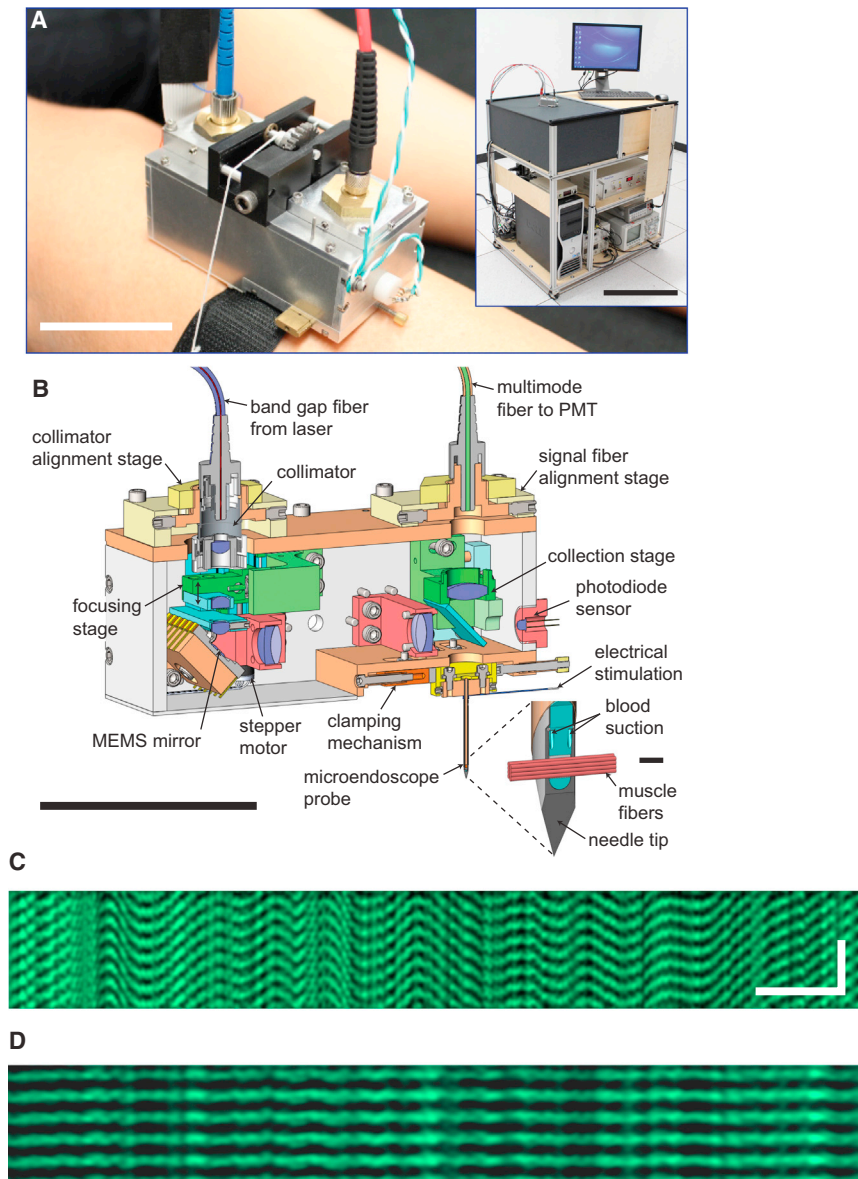 A
B
band gap fiber
from laser
multimode
fiber to PMT
collimator
alignment stage
collimator
signal fiber
alignment stage
collection stage
focusing
stage
photodiode
sensor
electrical
stimulation
MEMS mirror
stepper
motor
clamping
mechanism
blood
suction
microendoscope
probe
muscle
fibers
needle tip
C
D